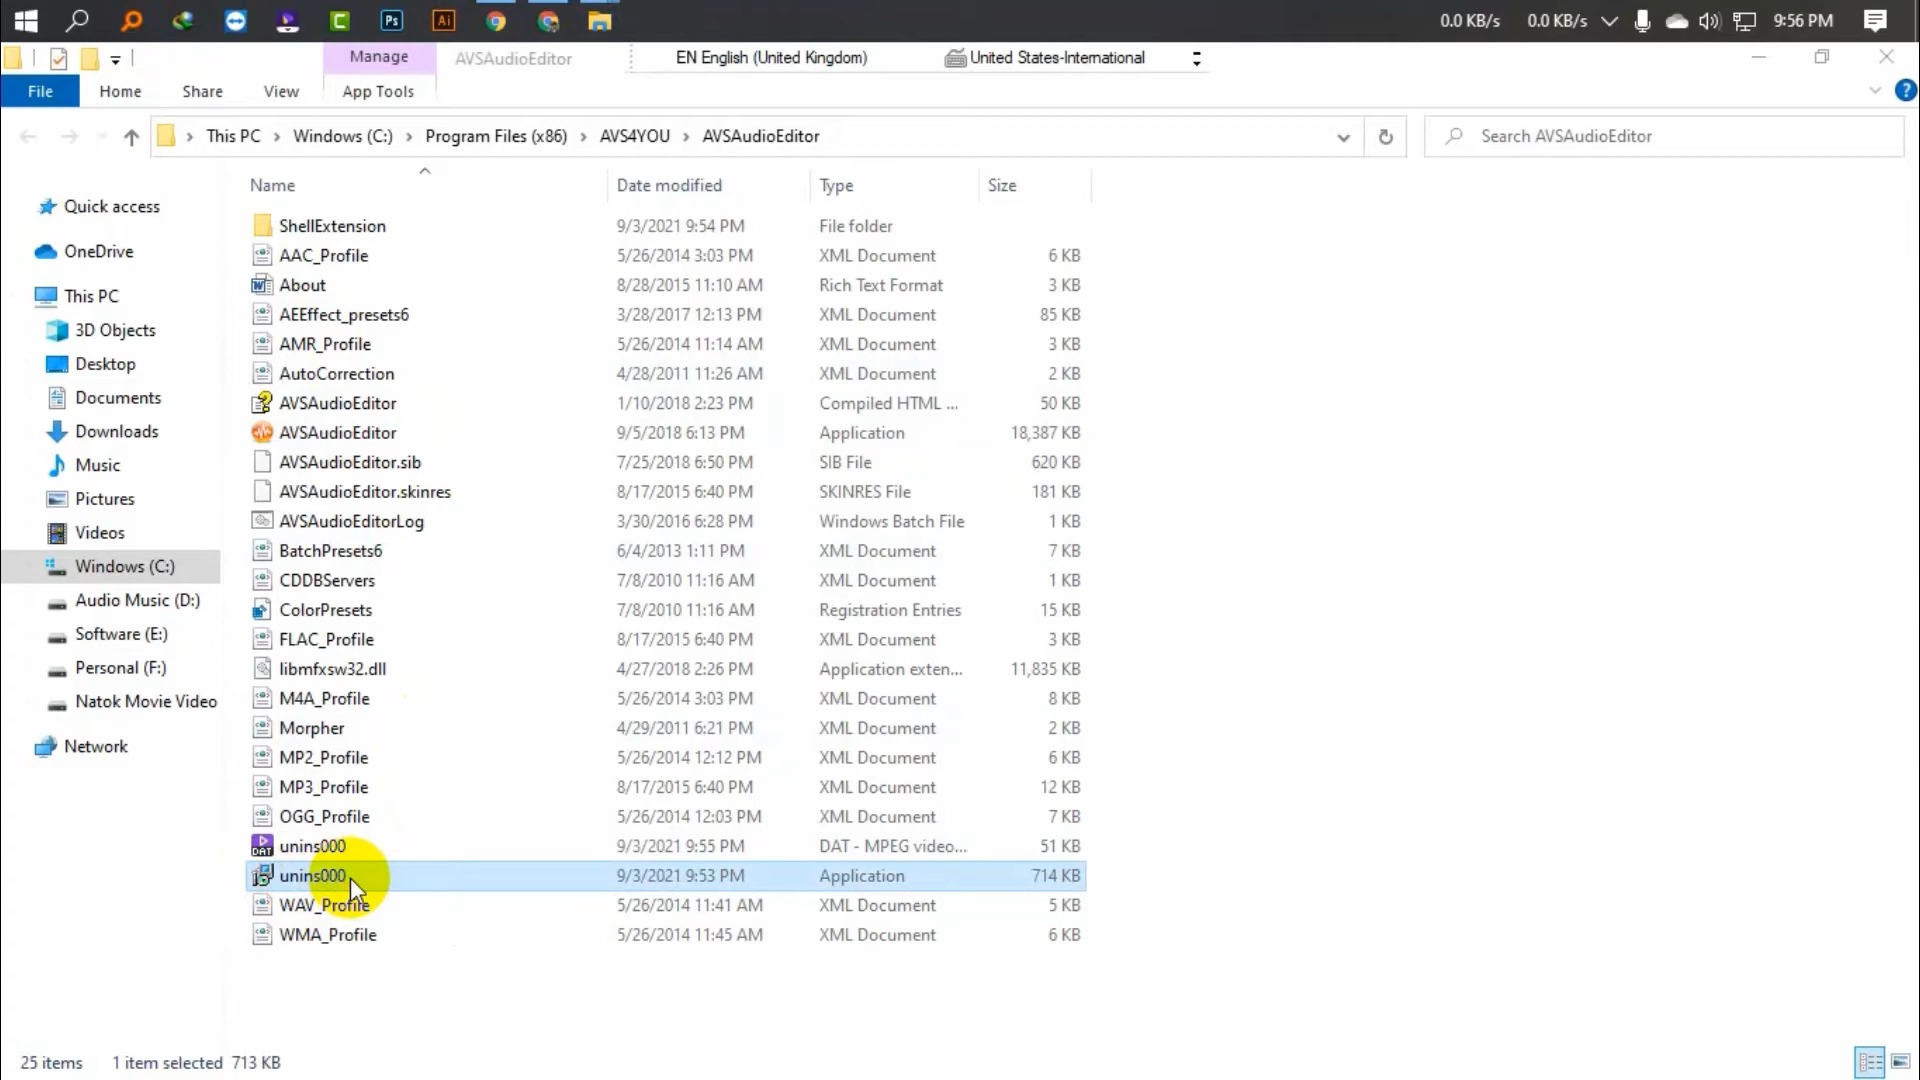 Ps
Ai
0.0 KB/s 0.0 KB/s 9:56 PM
Manage AVSAudioEditor EN English (United Kingdom) United States-International
File Home Share View App Tools
This PC Windows (C:) Program Files (x86) AVS4YOU AVSAudioEditor Search AVSAudioEditor
Name Date modified Type Size
Quick access
OneDrive
This PC
3D Objects
Desktop
Documents
Downloads
Music
Pictures
Videos
Windows (C:)
Audio Music (D:)
Software (E:)
Personal (F:)
Natok Movie Video
Network
ShellExtension 9/3/2021 9:54 PM File folder
AAC_Profile 5/26/2014 3:03 PM XML Document 6 KB
About 8/28/2015 11:10 AM Rich Text Format 3 KB
AEEffect_presets6 3/28/2017 12:13 PM XML Document 85 KB
AMR_Profile 5/26/2014 11:14 AM XML Document 3 KB
AutoCorrection 4/28/2011 11:26 AM XML Document 2 KB
AVSAudioEditor 1/10/2018 2:23 PM Compiled HTML ... 50 KB
AVSAudioEditor 9/5/2018 6:13 PM Application 18,387 KB
AVSAudioEditor.sib 7/25/2018 6:50 PM SIB File 620 KB
AVSAudioEditor.skinres 8/17/2015 6:40 PM SKINRES File 181 KB
AVSAudioEditorLog 3/30/2016 6:28 PM Windows Batch File 1 KB
BatchPresets6 6/4/2013 1:11 PM XML Document 7 KB
CDDBServers 7/8/2010 11:16 AM XML Document 1 KB
ColorPresets 7/8/2010 11:16 AM Registration Entries 15 KB
FLAC_Profile 8/17/2015 6:40 PM XML Document 3 KB
libmfxsw32.dll 4/27/2018 2:26 PM Application exten... 11,835 KB
M4A_Profile 5/26/2014 3:03 PM XML Document 8 KB
Morpher 4/29/2011 6:21 PM XML Document 2 KB
MP2_Profile 5/26/2014 12:12 PM XML Document 6 KB
MP3_Profile 8/17/2015 6:40 PM XML Document 12 KB
OGG_Profile 5/26/2014 12:03 PM XML Document 7 KB
DAT unins000 9/3/2021 9:55 PM DAT - MPEG video... 51 KB
unins000 9/3/2021 9:53 PM Application 714 KB
WAV_Profile 5/26/2014 11:41 AM XML Document 5 KB
WMA_Profile 5/26/2014 11:45 AM XML Document 6 KB
25 items 1 item selected 713 KB